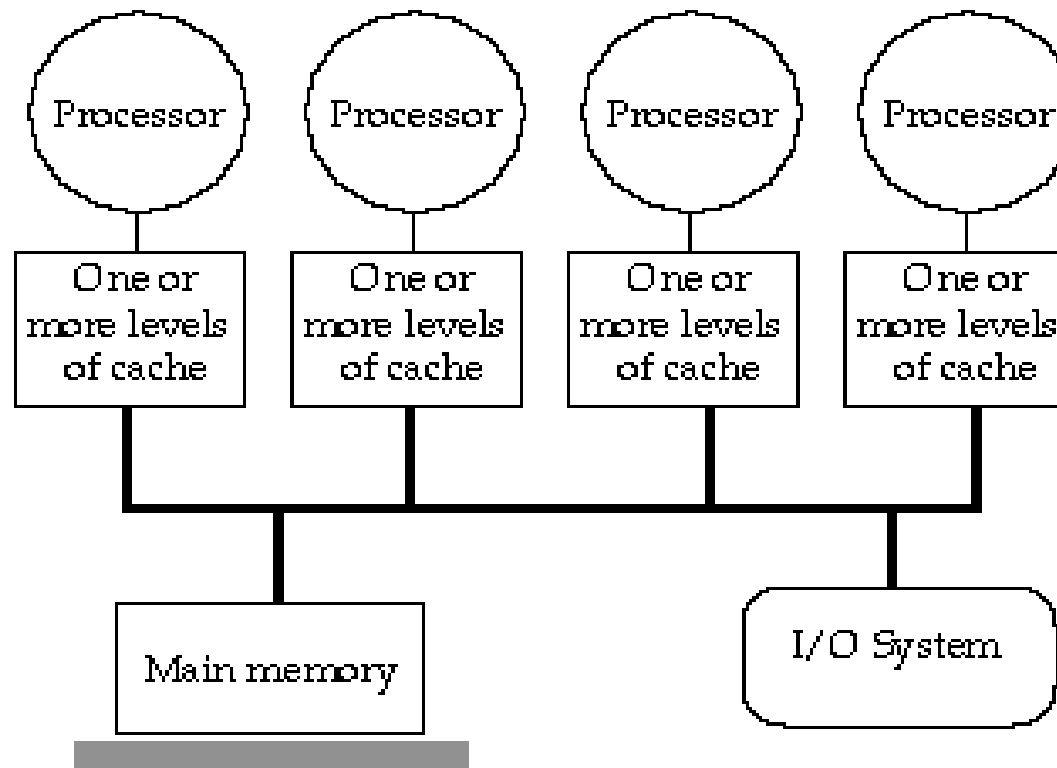 Processor Processor Processor Processor
One or One or One or One or
more levels more levels more levels more levels
of cache of cache of cache of cache
Main memory
I/O System